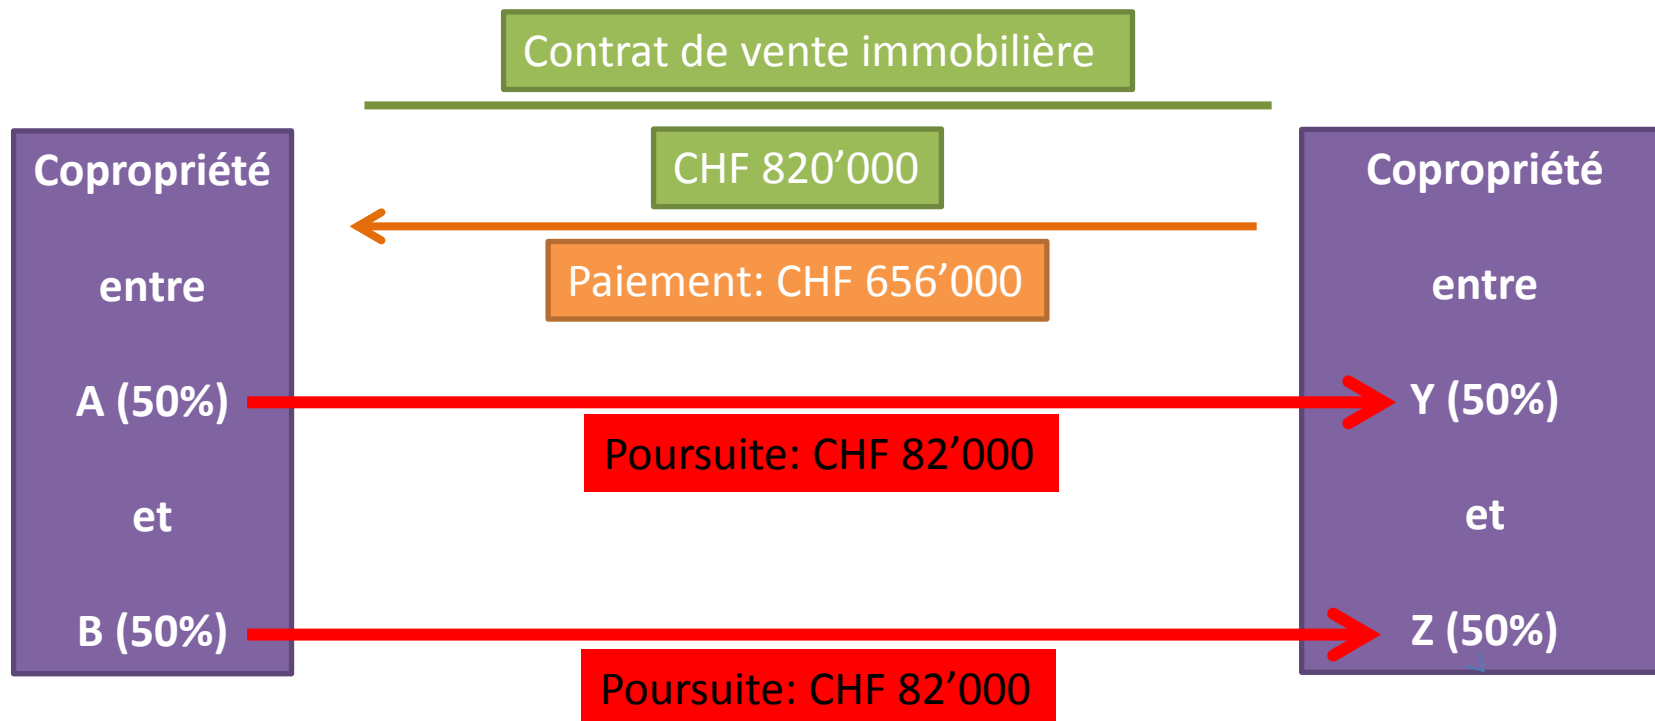 Contrat de vente immobilière
CHF 820’000
Paiement: CHF 656’000
Copropriété
entre
A (50%)
et
B (50%)
Poursuite: CHF 82’000
Poursuite: CHF 82’000
Copropriété
entre
Y (50%)
et
Z (50%)